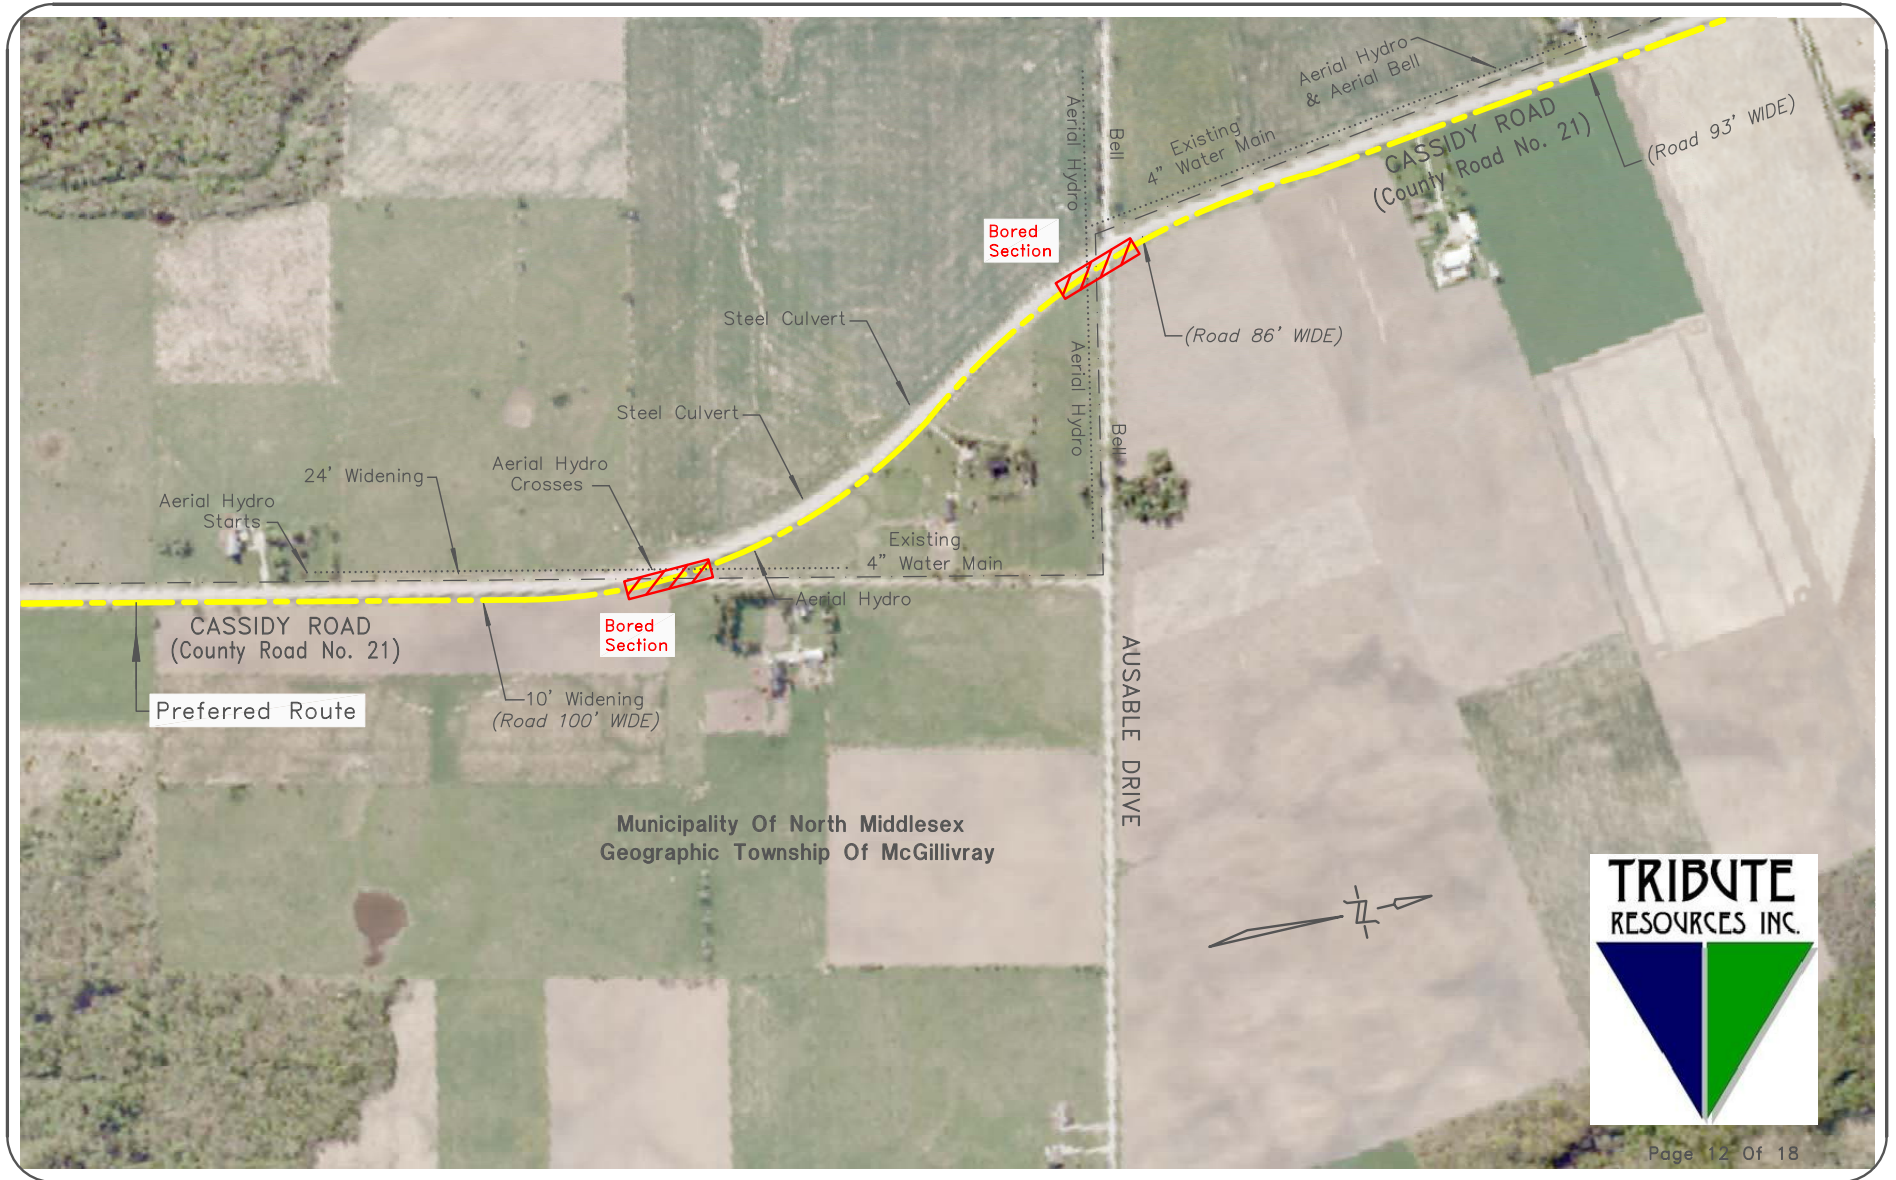 Aerial Hydro
& Aerial Bell
Aerial Hydro
Bell
Existing
4" Water Main
CASSIDY ROAD
(County Road No. 21)
(Road 93' WIDE)
Bored
Section
Steel Culvert
(Road 86' WIDE)
Aerial Hydro
Bell
Steel Culvert
24' Widening
Aerial Hydro
Crosses
Aerial Hydro
Starts
Existing
4" Water Main
Aerial Hydro
CASSIDY ROAD
(County Road No. 21)
Bored
Section
Preferred Route
10' Widening
(Road 100' WIDE)
AUSABLE DRIVE
Municipality Of North Middlesex
Geographic Township Of McGillivray
N
TRIBUTE
RESOURCES INC.
Page 12 Of 18